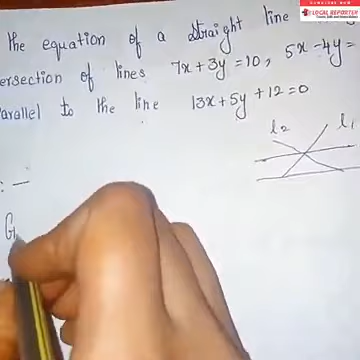 LOCAL REPORTER
the equation of a straight line
ersection of lines 7x+3y=10, 5x-4y=
arallel to the line 13x+5y+12=0
l₂ l₁
:-
G